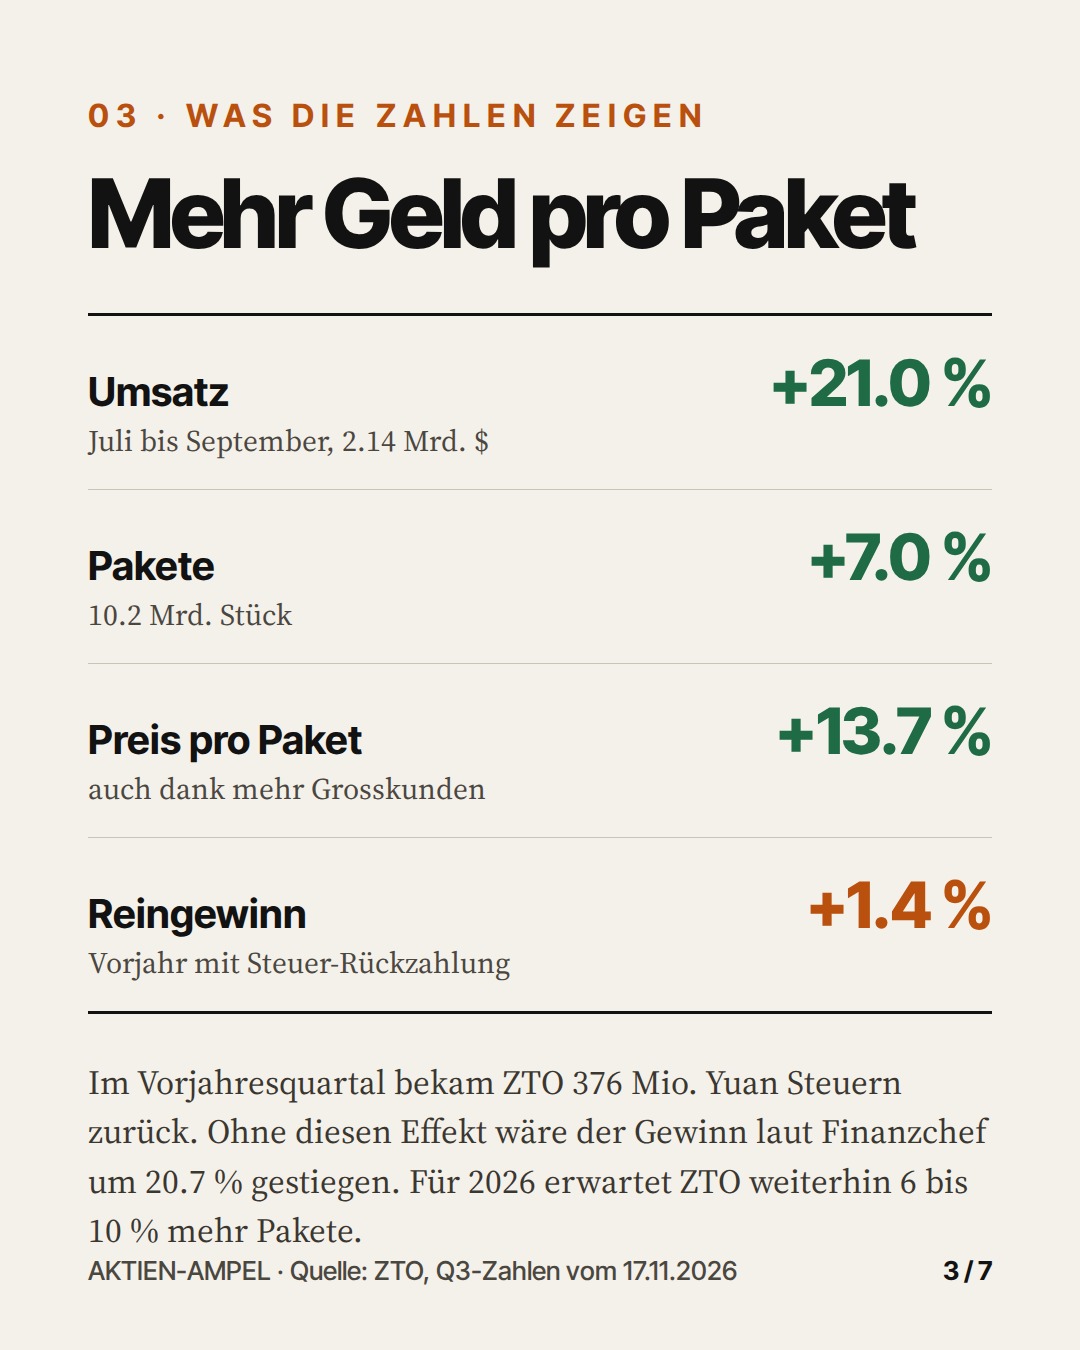 03 · WAS DIE ZAHLEN ZEIGEN
Mehr Geld pro Paket
Umsatz
+21.0 %
Juli bis September, 2.14 Mrd. $
Pakete
+7.0 %
10.2 Mrd. Stück
Preis pro Paket
+13.7 %
auch dank mehr Grosskunden
Reingewinn
+1.4 %
Vorjahr mit Steuer-Rückzahlung
Im Vorjahresquartal bekam ZTO 376 Mio. Yuan Steuern
zurück. Ohne diesen Effekt wäre der Gewinn laut Finanzchef
um 20.7 % gestiegen. Für 2026 erwartet ZTO weiterhin 6 bis
10 % mehr Pakete.
AKTIEN-AMPEL · Quelle: ZTO, Q3-Zahlen vom 17.11.2026
3 / 7